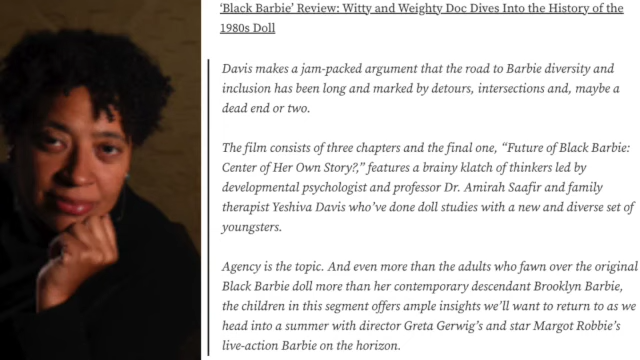 ‘Black Barbie’ Review: Witty and Weighty Doc Dives Into the History of the
1980s Doll
Davis makes a jam-packed argument that the road to Barbie diversity and
inclusion has been long and marked by detours, intersections and, maybe a
dead end or two.
The film consists of three chapters and the final one, “Future of Black Barbie:
Center of Her Own Story?,” features a brainy klatch of thinkers led by
developmental psychologist and professor Dr. Amirah Saafir and family
therapist Yeshiva Davis who’ve done doll studies with a new and diverse set of
youngsters.
Agency is the topic. And even more than the adults who fawn over the original
Black Barbie doll more than her contemporary descendant Brooklyn Barbie,
the children in this segment offers ample insights we’ll want to return to as we
head into a summer with director Greta Gerwig’s and star Margot Robbie’s
live-action Barbie on the horizon.